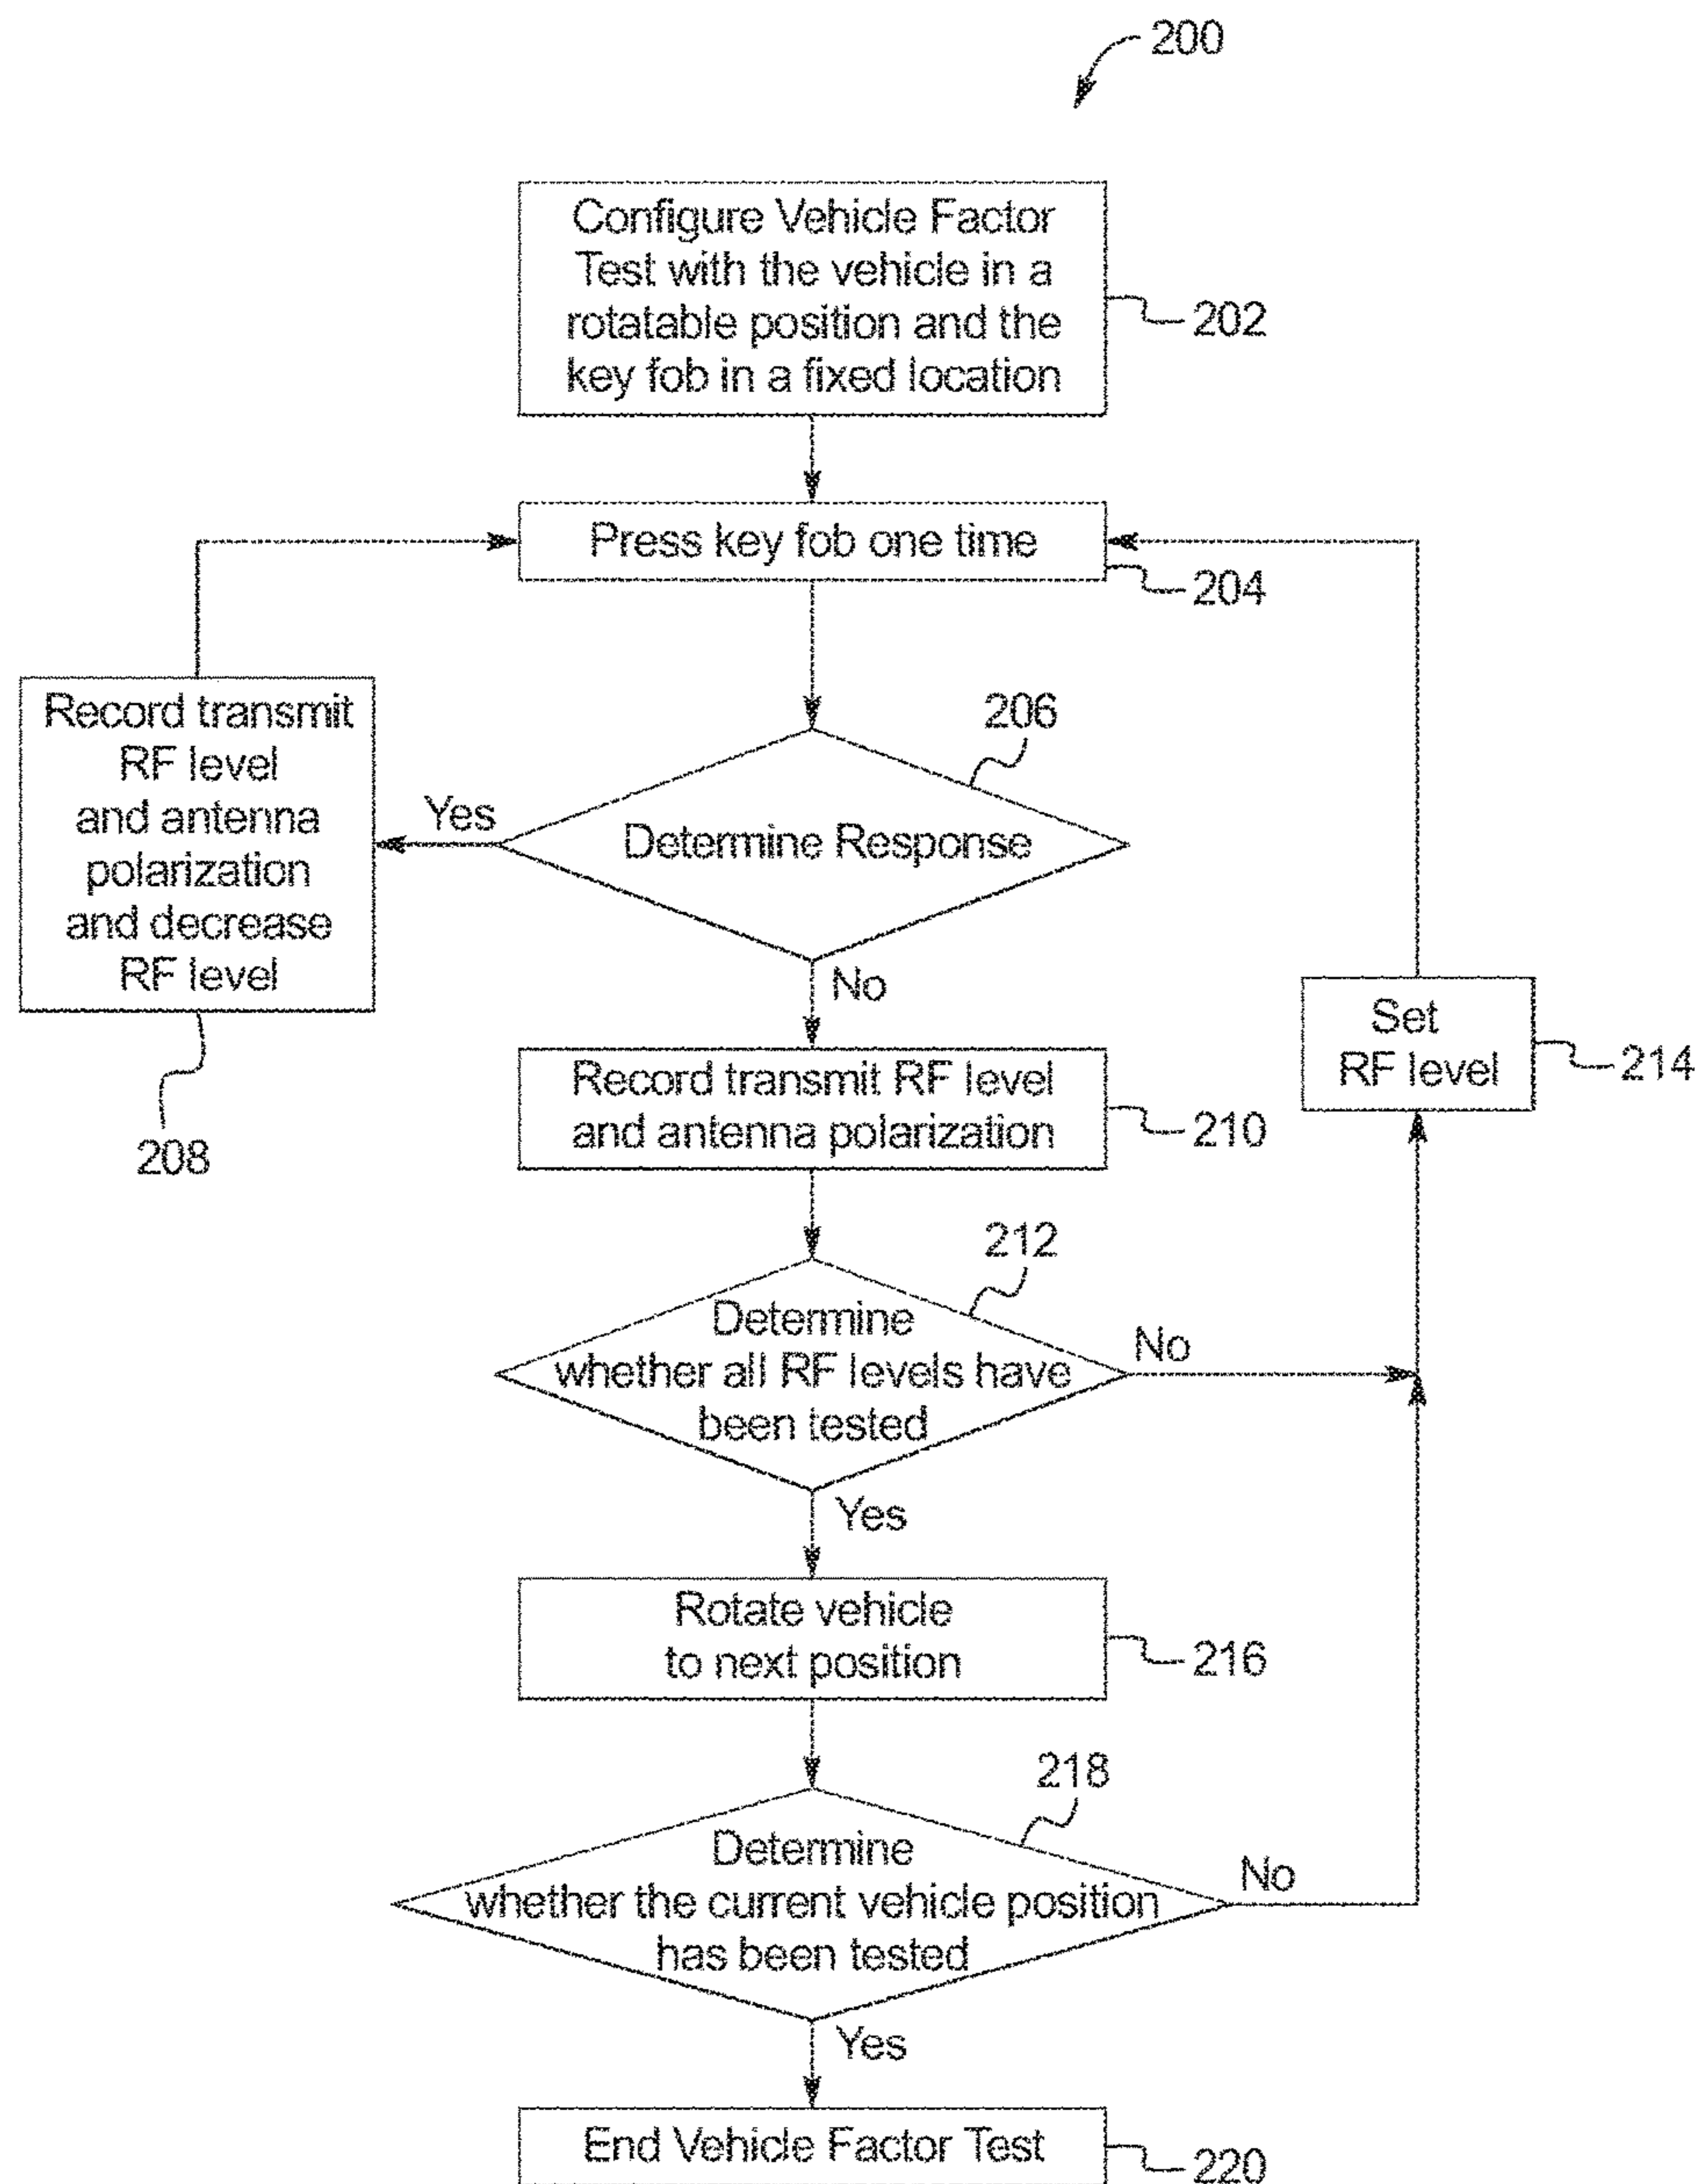 200
Configure Vehicle Factor
Test with the vehicle in a
rotatable position and the
key fob in a fixed location
202
Press key fob one time
204
Record transmit
RF level
and antenna
polarization
and decrease
RF level
208
Yes
206
Determine Response
No
Set
RF level
214
Record transmit RF level
and antenna polarization
210
212
Determine
whether all RF levels have
been tested
No
Yes
Rotate vehicle
to next position
216
218
Determine
whether the current vehicle position
has been tested
No
Yes
End Vehicle Factor Test
220